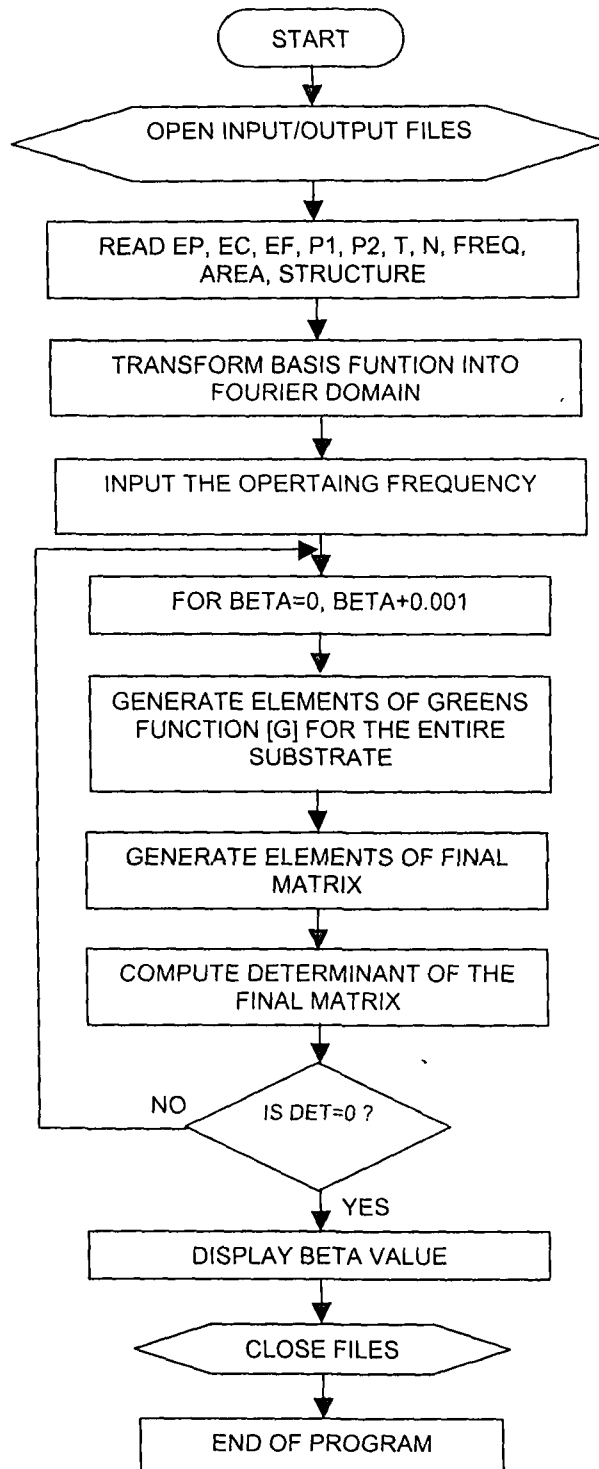 START
OPEN INPUT/OUTPUT FILES
READ EP, EC, EF, P1, P2, T, N, FREQ,
AREA, STRUCTURE
TRANSFORM BASIS FUNTION INTO
FOURIER DOMAIN
INPUT THE OPERTAING FREQUENCY
FOR BETA=0, BETA+0.001
GENERATE ELEMENTS OF GREENS
FUNCTION [G] FOR THE ENTIRE
SUBSTRATE
GENERATE ELEMENTS OF FINAL
MATRIX
COMPUTE DETERMINANT OF THE
FINAL MATRIX
NO
IS DET=0 ?
YES
DISPLAY BETA VALUE
CLOSE FILES
END OF PROGRAM